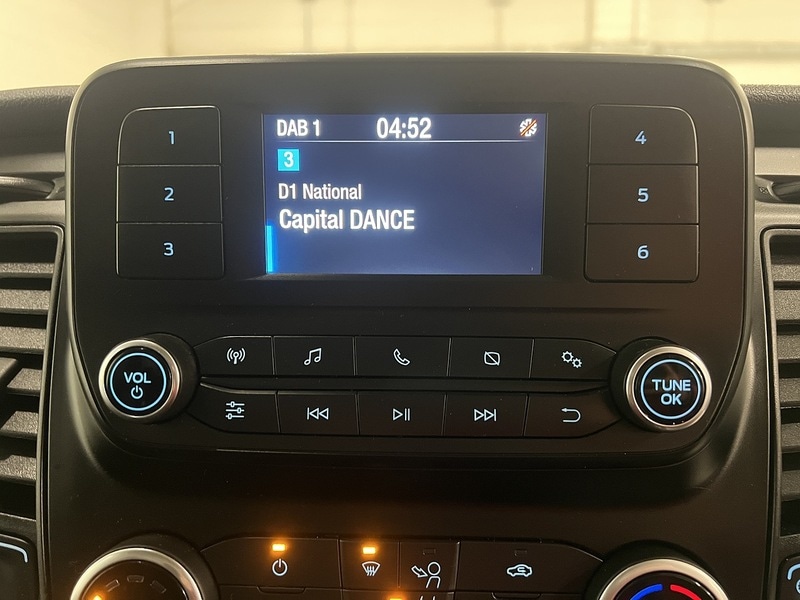 DAB 1 04:52
3
D1 National
Capital DANCE
1
2
3
4
5
6
VOL
TUNE
OK